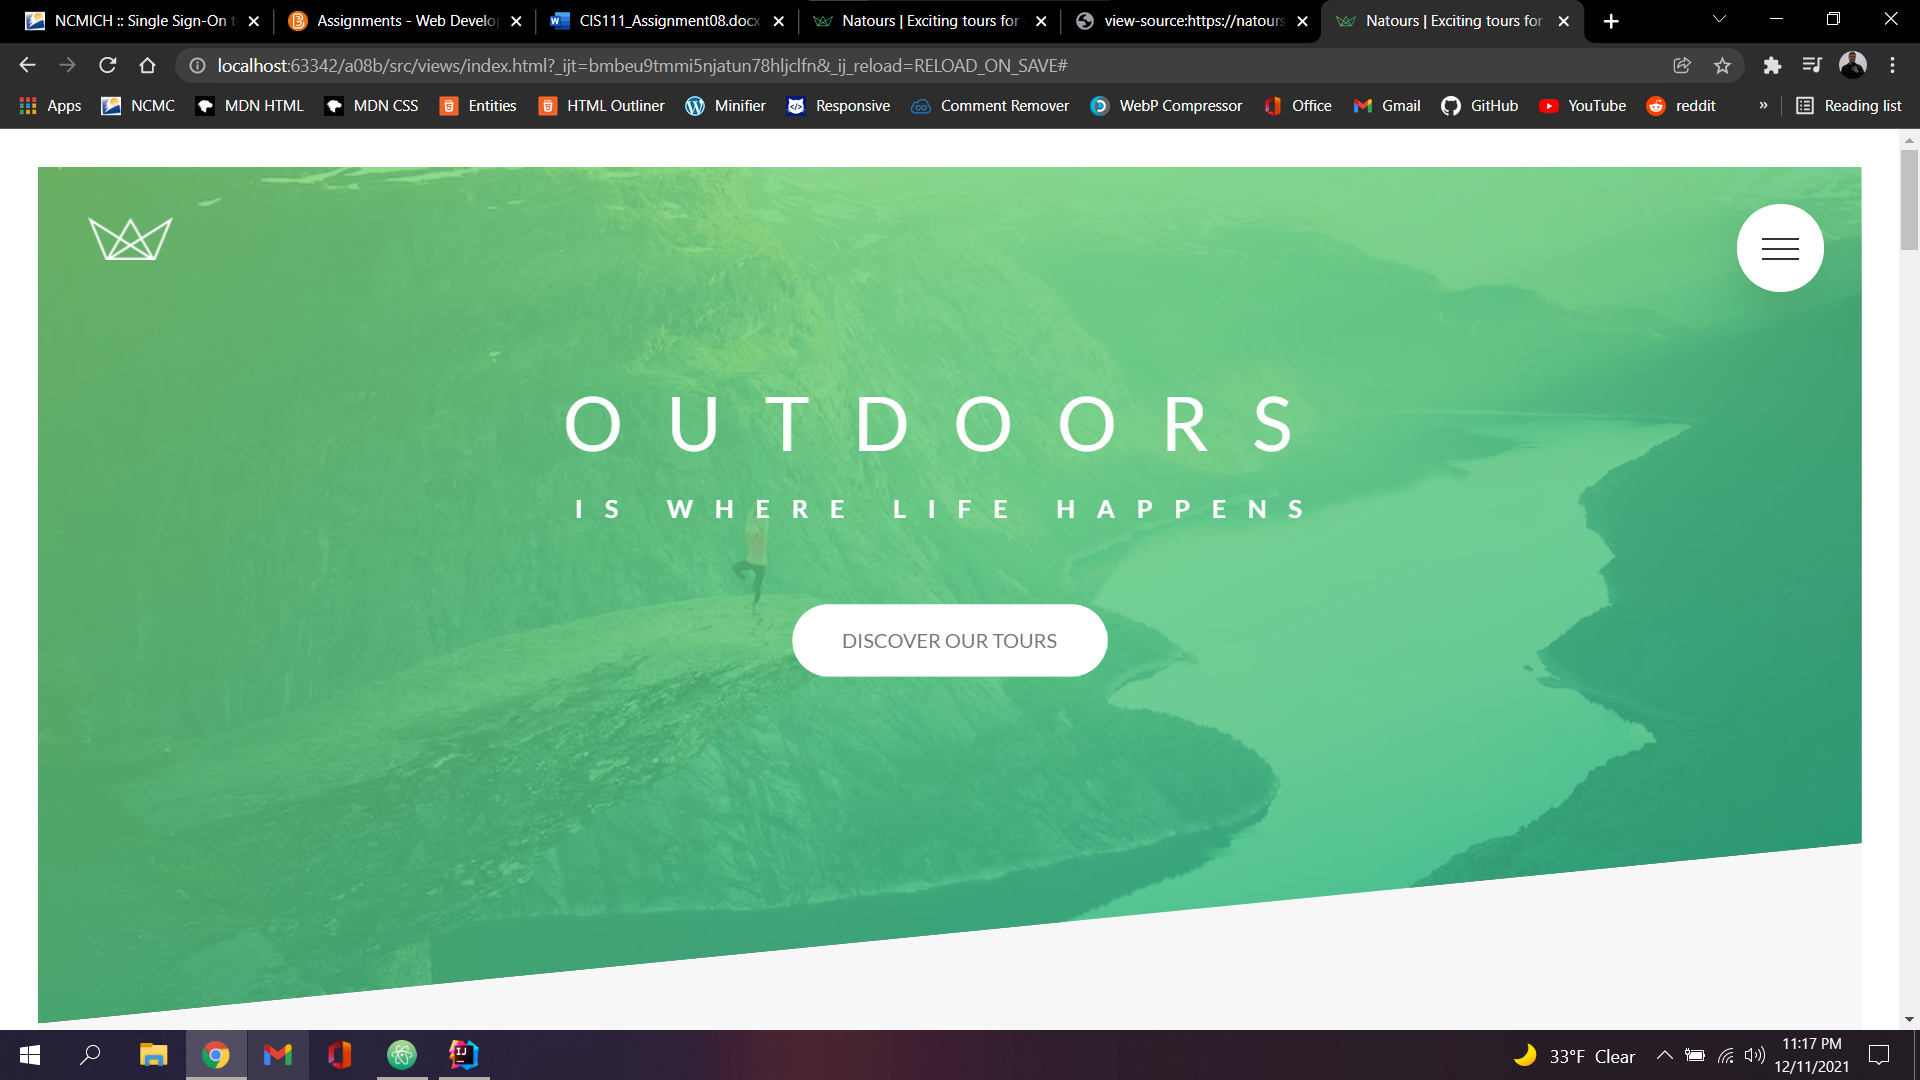 NCMICH :: Single Sign-On t
Assignments - Web Develo
CIS111_Assignment08.docx
Natours | Exciting tours for
view-source:https://natours
Natours | Exciting tours for
localhost:63342/a08b/src/views/index.html?_ijt=bmbeu9tmmi5njatun78hljclfn&_ij_reload=RELOAD_ON_SAVE#
Apps
NCMC
MDN HTML
MDN CSS
Entities
HTML Outliner
Minifier
Responsive
Comment Remover
WebP Compressor
Office
Gmail
GitHub
YouTube
reddit
»
Reading list
OUTDOORS
IS WHERE LIFE HAPPENS
DISCOVER OUR TOURS
33°F Clear
11:17 PM
12/11/2021